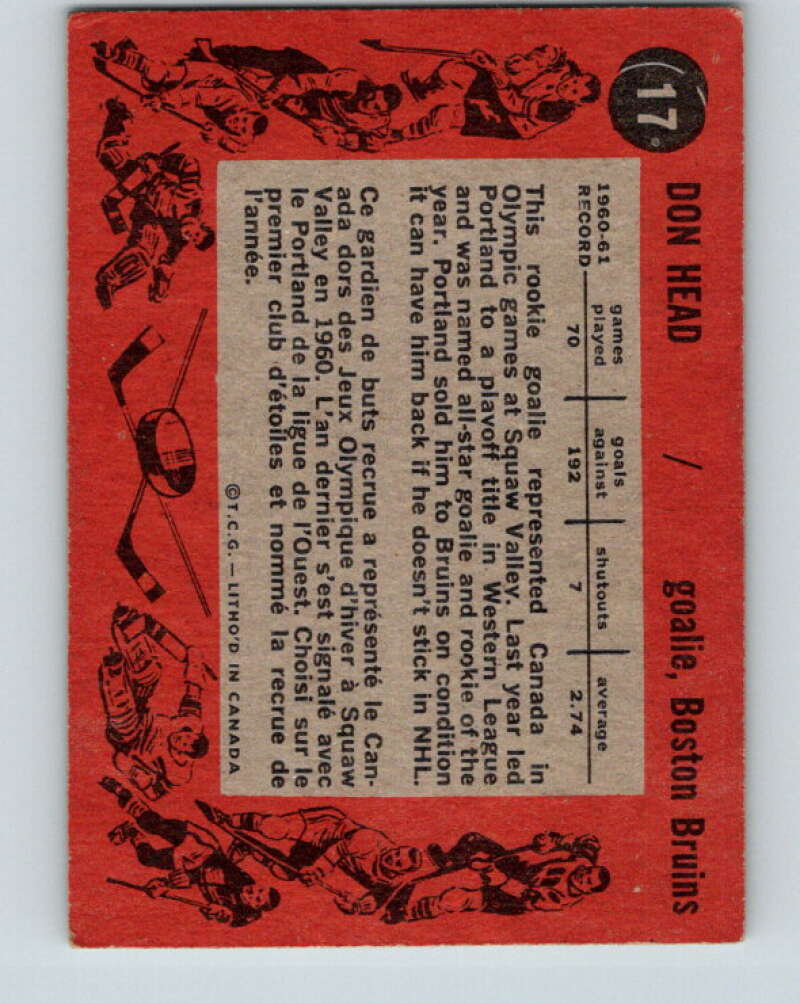 17
DON HEAD / goalie, Boston Bruins
games goals shutouts average
played against
1960-61
RECORD— 70 192 7 2.74
This rookie goalie represented Canada in
Olympic games at Squaw Valley. Last year led
Portland to a playoff title in Western League
and was named all-star goalie and rookie of the
year. Portland sold him to Bruins on condition
it can have him back if he doesn't stick in NHL.
Ce gardien de buts recrue a représenté le Can-
ada dors des Jeux Olympique d'hiver à Squaw
Valley en 1960. L'an dernier s'est signalé avec
le Portland de la ligue de l'Ouest. Choisi sur le
premier club d'étoiles et nommé la recrue de
l'année.
©T.C.G. — LITHO'D IN CANADA